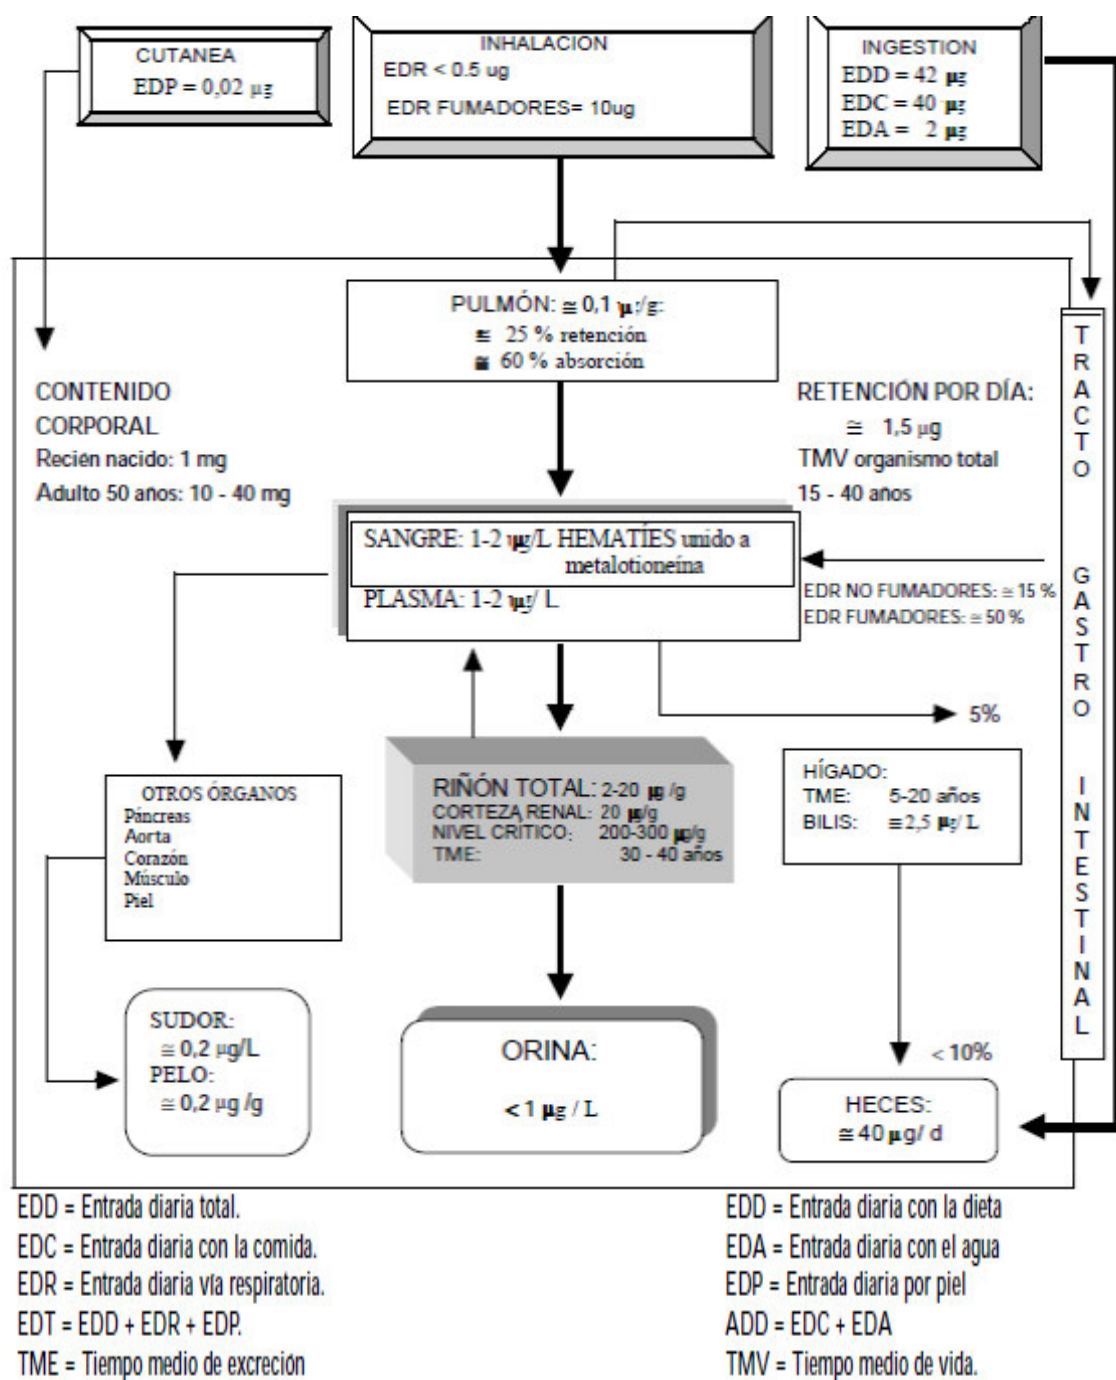 CUTANEA
EDP = 0,02 µg
INHALACION
EDR < 0.5 ug
EDR FUMADORES= 10ug
INGESTION
EDD = 42 µg
EDC = 40 µg
EDA = 2 µg
PULMÓN: ≅ 0,1 µg/g:
≅ 25 % retención
≅ 60 % absorción
CONTENIDO
CORPORAL
Recién nacido: 1 mg
Adulto 50 años: 10 - 40 mg
RETENCIÓN POR DÍA:
≅ 1,5 µg
TMV organismo total
15 - 40 años
TRACTO GASTRO INTESTINAL
SANGRE: 1-2 µg/L HEMATÍES unido a
metalotioneína
PLASMA: 1-2 µg/ L
EDR NO FUMADORES: ≅ 15 %
EDR FUMADORES: ≅ 50 %
5%
OTROS ÓRGANOS
Páncreas
Aorta
Corazón
Músculo
Piel
RIÑÓN TOTAL: 2-20 µg /g
CORTEZA RENAL: 20 µg/g
NIVEL CRÍTICO: 200-300 µg/g
TME: 30 - 40 años
HÍGADO:
TME: 5-20 años
BILIS: ≅ 2,5 µg/ L
SUDOR:
≅ 0,2 µg/L
PELO:
≅ 0,2 µg /g
ORINA:
< 1 µg / L
< 10%
HECES:
≅ 40 µg/ d
EDD = Entrada diaria total.
EDC = Entrada diaria con la comida.
EDR = Entrada diaria vía respiratoria.
EDT = EDD + EDR + EDP.
TME = Tiempo medio de excreción
EDD = Entrada diaria con la dieta
EDA = Entrada diaria con el agua
EDP = Entrada diaria por piel
ADD = EDC + EDA
TMV = Tiempo medio de vida.